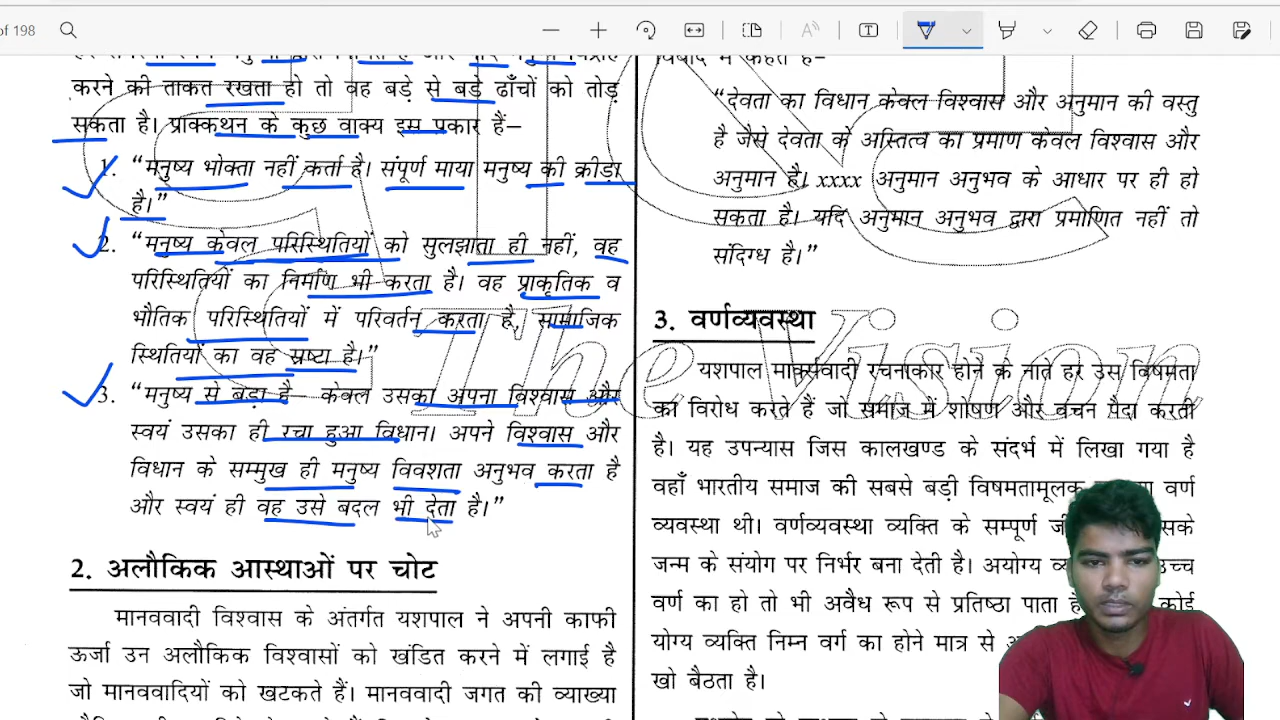 of 198
करने की ताकत रखता हो तो वह बड़े से बड़े ढाँचों को तोड़
सकता है। प्राक्कथन के कुछ वाक्य इस प्रकार हैं–
1. “मनुष्य भोक्ता नहीं कर्ता है। संपूर्ण माया मनुष्य की क्रीड़ा
है।”
2. “मनुष्य केवल परिस्थितियों को सुलझाता ही नहीं, वह
परिस्थितियों का निर्माण भी करता है। वह प्राकृतिक व
भौतिक परिस्थितियों में परिवर्तन करता है, सामाजिक
स्थितियों का वह स्रष्टा है।”
3. “मनुष्य से बड़ा है– केवल उसका अपना विश्वास और
स्वयं उसका ही रचा हुआ विधान। अपने विश्वास और
विधान के सम्मुख ही मनुष्य विवशता अनुभव करता है
और स्वयं ही वह उसे बदल भी देता है।”
2. अलौकिक आस्थाओं पर चोट
मानववादी विश्वास के अंतर्गत यशपाल ने अपनी काफी
ऊर्जा उन अलौकिक विश्वासों को खंडित करने में लगाई है
जो मानववादियों को खटकते हैं। मानववादी जगत की व्याख्या
में कहते हैं–
“देवता का विधान केवल विश्वास और अनुमान की वस्तु
है जैसे देवता के अस्तित्व का प्रमाण केवल विश्वास और
अनुमान है। xxxx अनुमान अनुभव के आधार पर ही हो
सकता है। यदि अनुमान अनुभव द्वारा प्रमाणित नहीं तो
संदिग्ध है।”
3. वर्णव्यवस्था
यशपाल मार्क्सवादी रचनाकार होने के नाते हर उस विषमता
का विरोध करते हैं जो समाज में शोषण और वंचन पैदा करती
है। यह उपन्यास जिस कालखण्ड के संदर्भ में लिखा गया है
वहाँ भारतीय समाज की सबसे बड़ी विषमतामूलक वर्ण
व्यवस्था थी। वर्णव्यवस्था व्यक्ति के सम्पूर्ण
जन्म के संयोग पर निर्भर बना देती है। अयोग्य उच्च
वर्ण का हो तो भी अवैध रूप से प्रतिष्ठा पाता कोई
योग्य व्यक्ति निम्न वर्ग का होने मात्र से
खो बैठता है।
The Vision